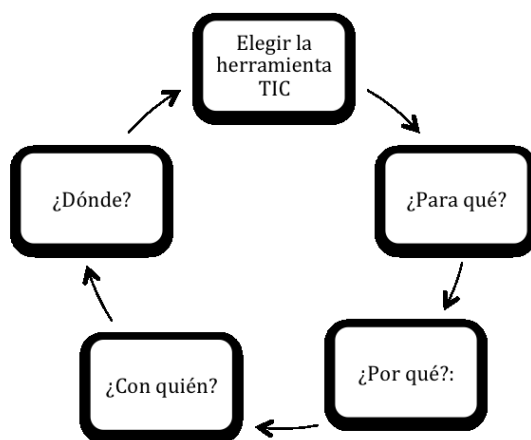 Elegir la
herramienta
TIC
¿Para qué?
¿Por qué?:
¿Con quién?
¿Dónde?